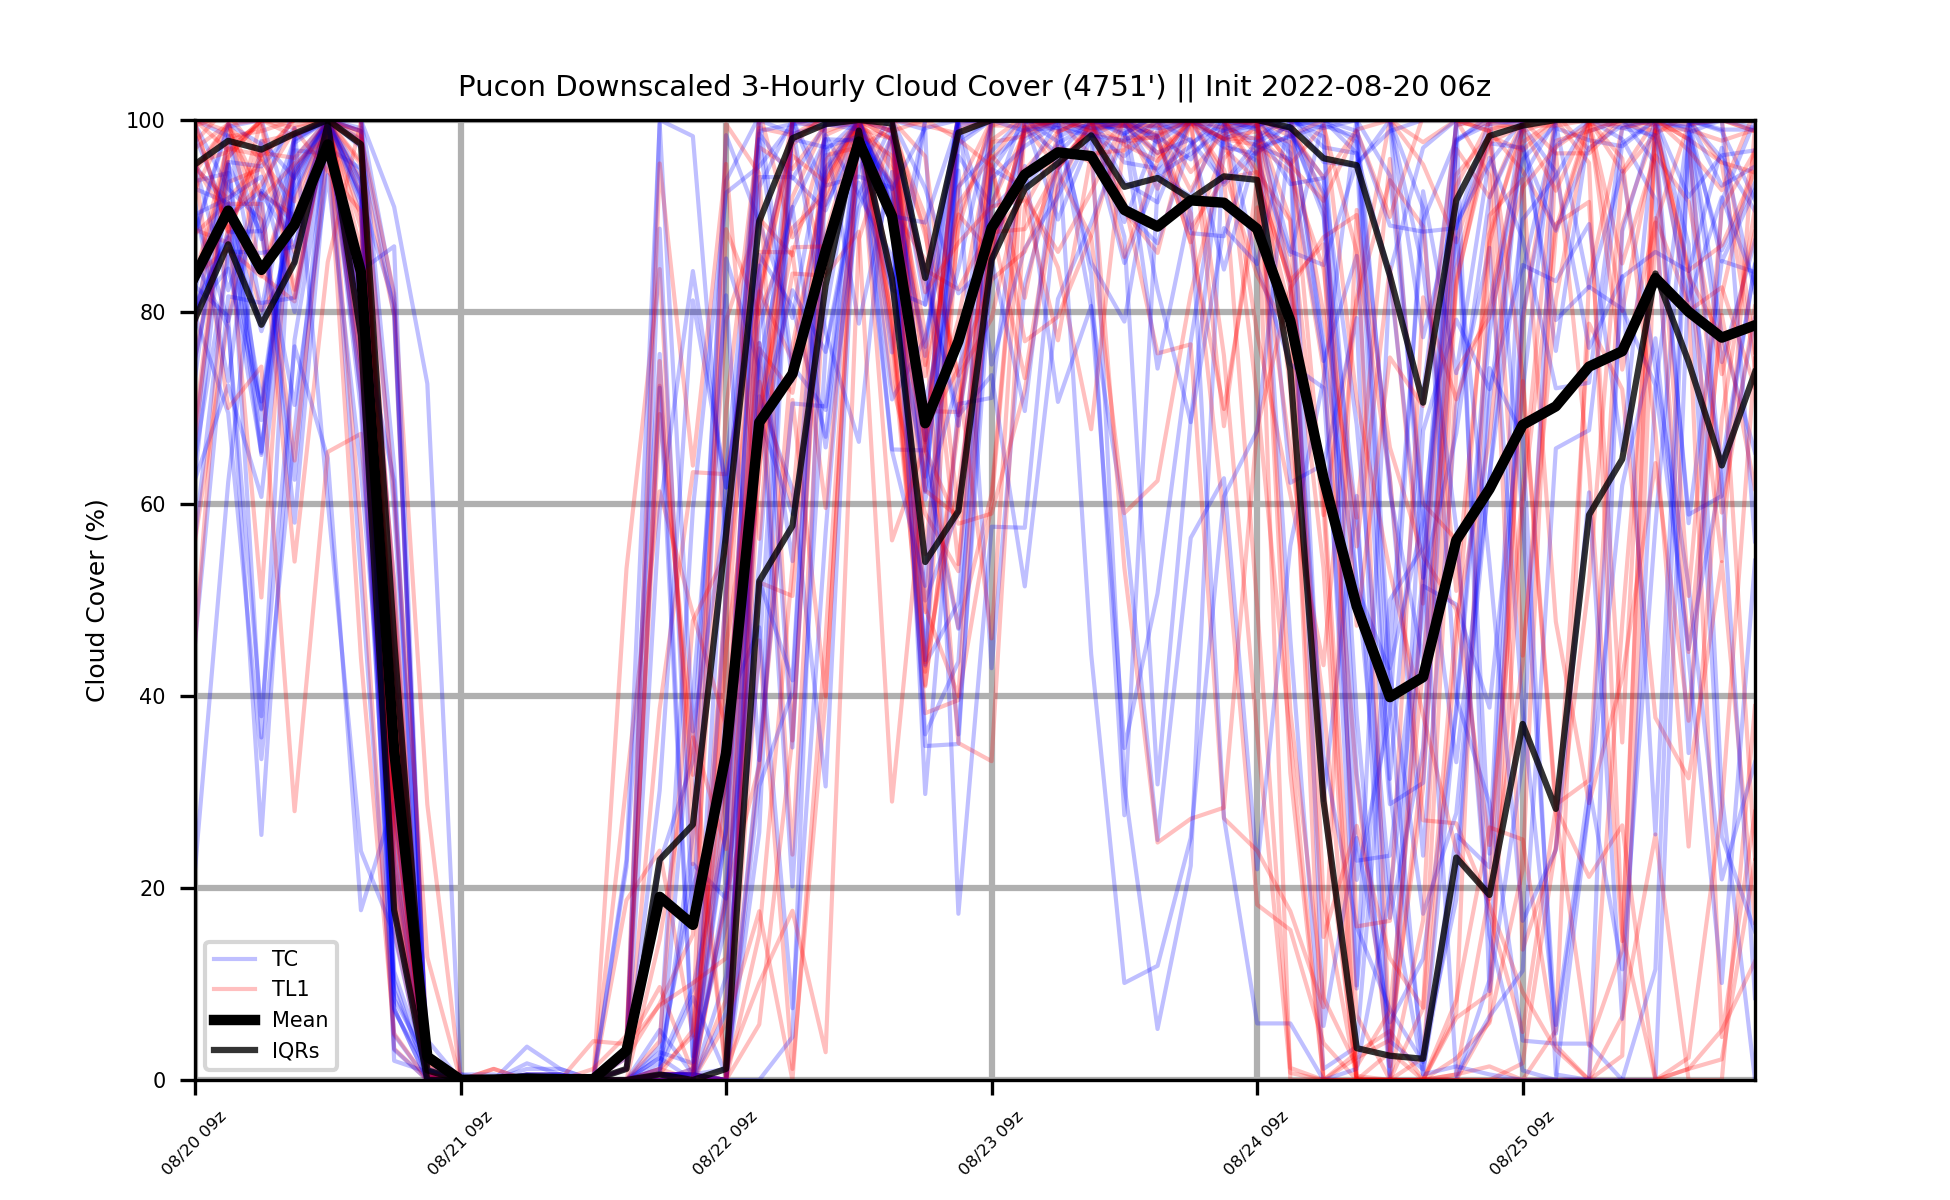 Pucon Downscaled 3-Hourly Cloud Cover (4751') || Init 2022-08-20 06z
Cloud Cover (%)
100
80
60
40
20
0
TC
TL1
Mean
IQRs
08/20 09z
08/21 09z
08/22 09z
08/23 09z
08/24 09z
08/25 09z